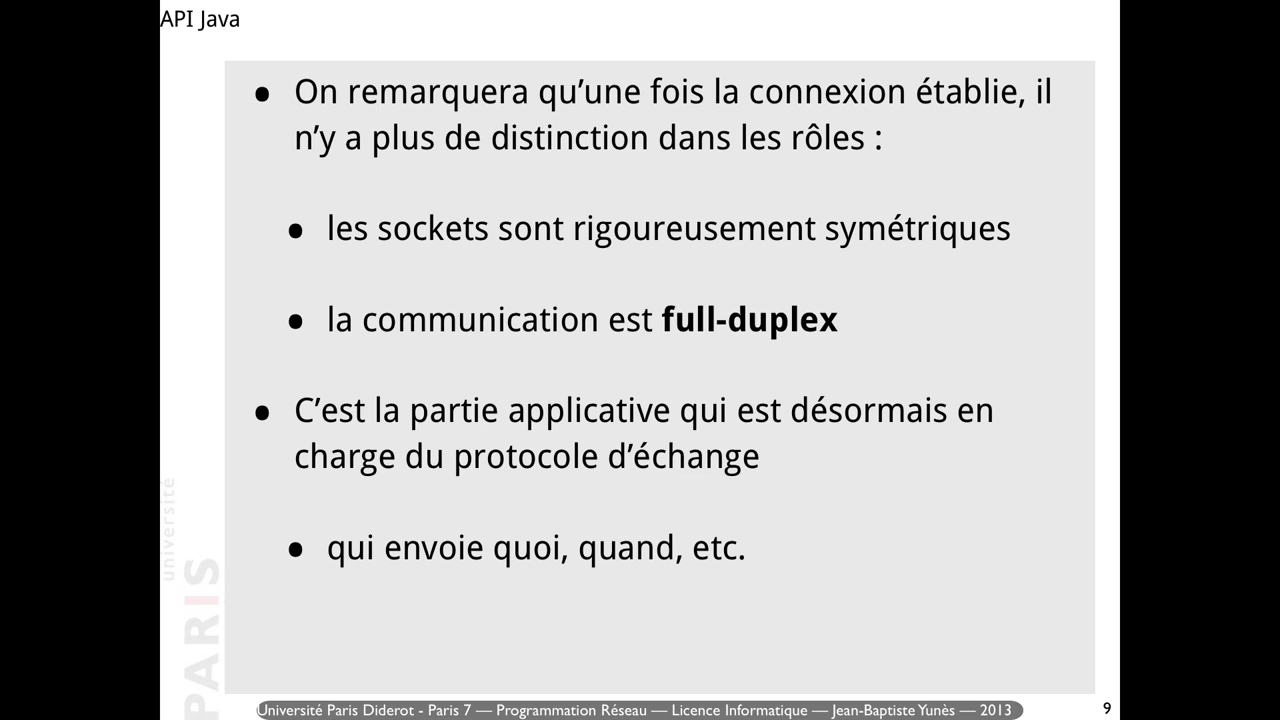 API Java
• On remarquera qu’une fois la connexion établie, il
n’y a plus de distinction dans les rôles :
• les sockets sont rigoureusement symétriques
• la communication est full-duplex
• C’est la partie applicative qui est désormais en
charge du protocole d’échange
• qui envoie quoi, quand, etc.
université
PARIS
Université Paris Diderot - Paris 7 — Programmation Réseau — Licence Informatique — Jean-Baptiste Yunès — 2013
9